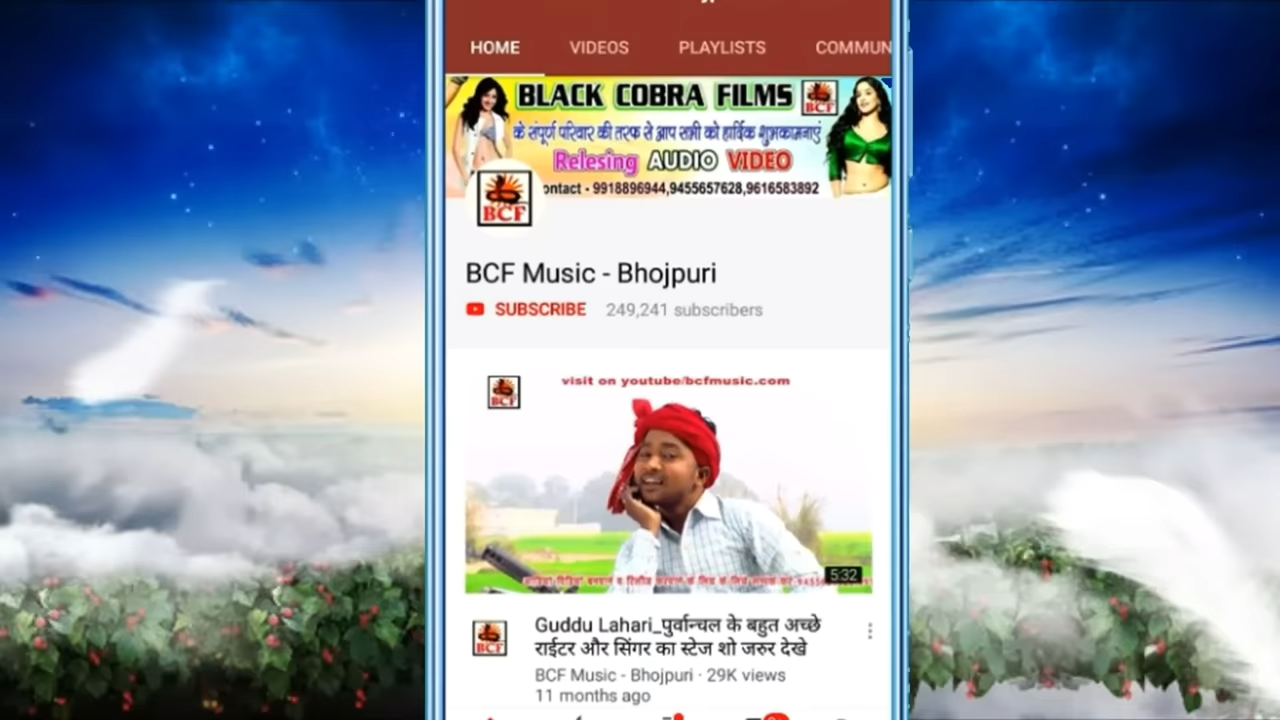 HOME VIDEOS PLAYLISTS COMMUN
BLACK COBRA FILMS
BCF
के संपूर्ण परिवार की तरफ से आप सभी को हार्दिक शुभकामनाएं
Relesing AUDIO VIDEO
ontact - 9918896944,9455657628,9616583892
BCF
BCF Music - Bhojpuri
SUBSCRIBE 249,241 subscribers
visit on youtube/bcfmusic.com
BCF
5:32
BCF
Guddu Lahari_पुर्वान्चल के बहुत अच्छे
राईटर और सिंगर का स्टेज शो जरुर देखे
BCF Music - Bhojpuri · 29K views
11 months ago